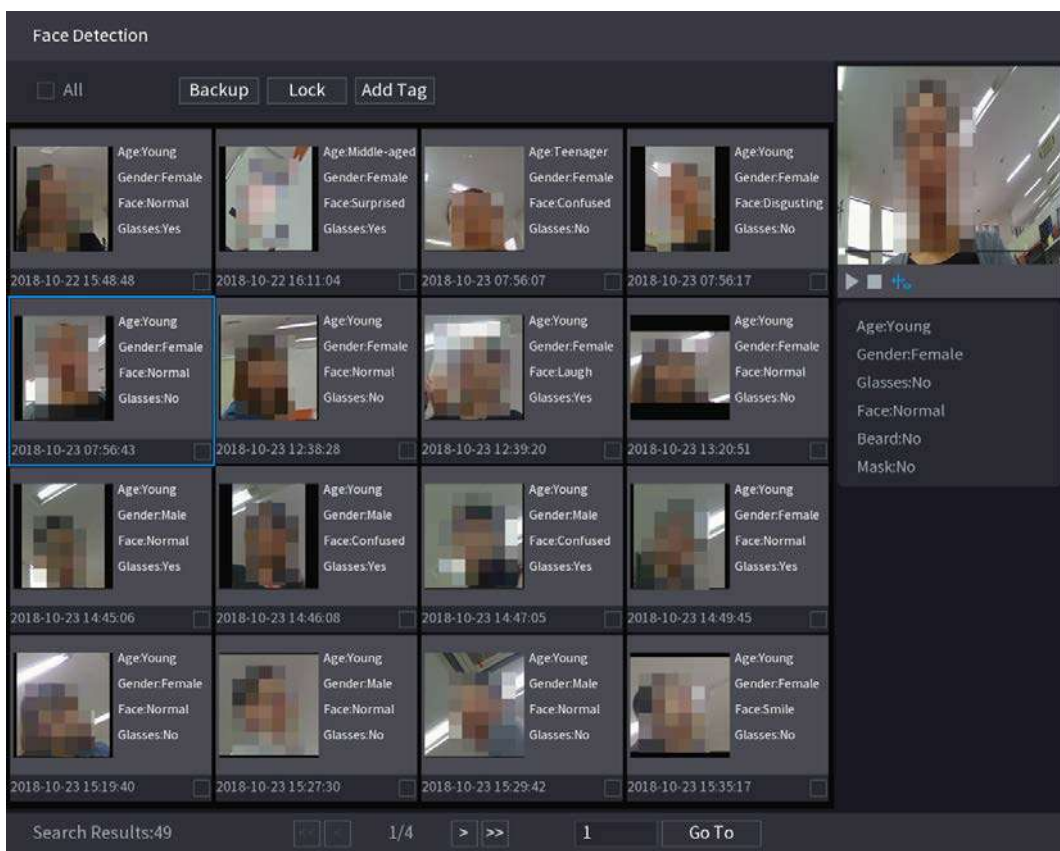 Face Detection
All Backup Lock Add Tag
Age:Young
Gender:Female
Face:Normal
Glasses:Yes
2018-10-22 15:48:48
Age:Middle-aged
Gender:Female
Face:Surprised
Glasses:Yes
2018-10-22 16:11:04
Age:Teenager
Gender:Female
Face:Confused
Glasses:No
2018-10-23 07:56:07
Age:Young
Gender:Female
Face:Disgusting
Glasses:No
2018-10-23 07:56:17
Age:Young
Gender:Female
Face:Normal
Glasses:No
2018-10-23 07:56:43
Age:Young
Gender:Female
Face:Normal
Glasses:No
2018-10-23 12:38:28
Age:Young
Gender:Female
Face:Laugh
Glasses:Yes
2018-10-23 12:39:20
Age:Young
Gender:Female
Face:Normal
Glasses:No
2018-10-23 13:20:51
Age:Young
Gender:Male
Face:Normal
Glasses:Yes
2018-10-23 14:45:06
Age:Young
Gender:Male
Face:Confused
Glasses:Yes
2018-10-23 14:46:08
Age:Young
Gender:Male
Face:Confused
Glasses:Yes
2018-10-23 14:47:05
Age:Young
Gender:Female
Face:Normal
Glasses:Yes
2018-10-23 14:49:45
Age:Young
Gender:Female
Face:Normal
Glasses:No
2018-10-23 15:19:40
Age:Young
Gender:Male
Face:Normal
Glasses:No
2018-10-23 15:27:30
Age:Young
Gender:Male
Face:Normal
Glasses:No
2018-10-23 15:29:42
Age:Young
Gender:Female
Face:Smile
Glasses:No
2018-10-23 15:35:17
Age:Young
Gender:Female
Glasses:No
Face:Normal
Beard:No
Mask:No
Search Results:49 << < 1/4 > >> 1 Go To